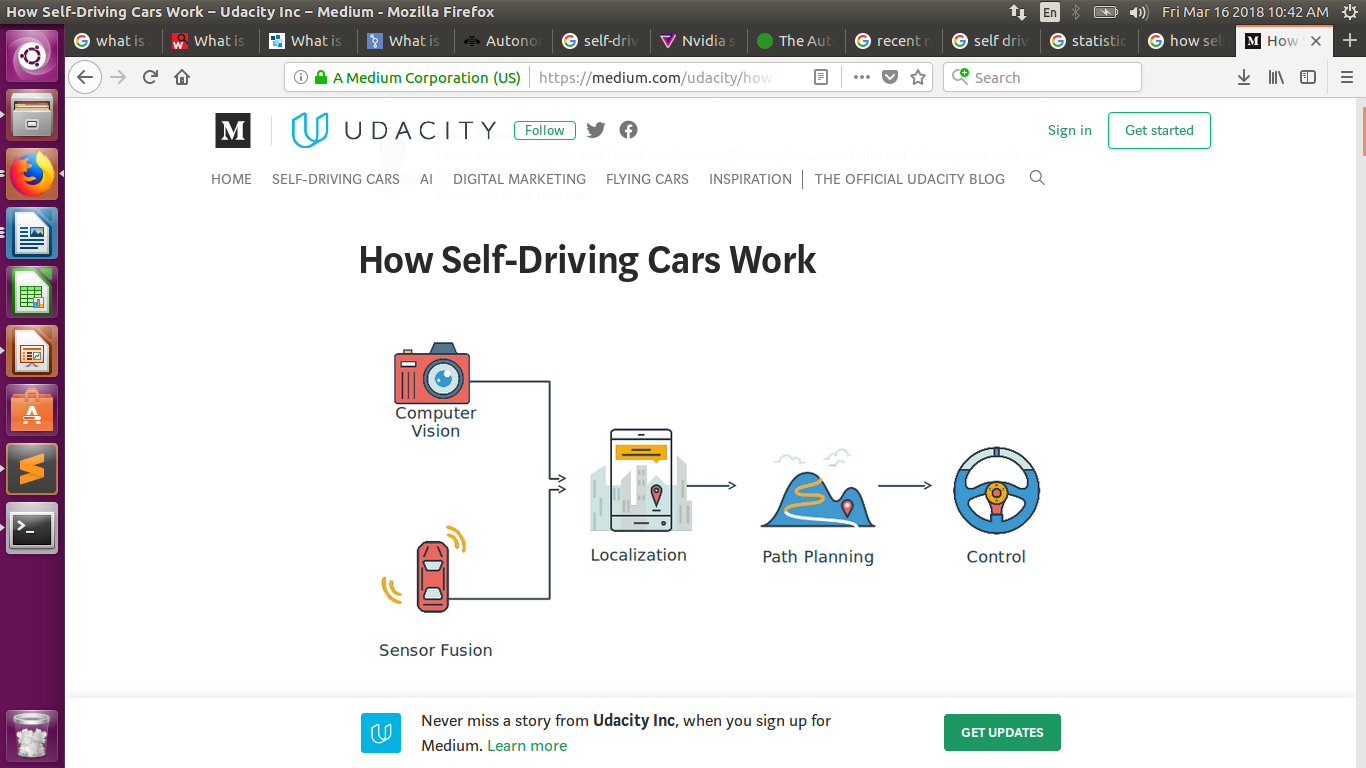 How Self-Driving Cars Work – Udacity Inc – Medium - Mozilla Firefox
En
Fri Mar 16 2018 10:42 AM
what is
What is
What is
What is
Autono
self-driv
Nvidia s
The Aut
recent
self driv
statistic
how sel
How
A Medium Corporation (US)
https://medium.com/udacity/how
Search
M
UDACITY
Follow
Sign in
Get started
HOME
SELF-DRIVING CARS
AI
DIGITAL MARKETING
FLYING CARS
INSPIRATION
THE OFFICIAL UDACITY BLOG
How Self-Driving Cars Work
Computer
Vision
Localization
Path Planning
Control
Sensor Fusion
Never miss a story from Udacity Inc, when you sign up for
Medium. Learn more
GET UPDATES